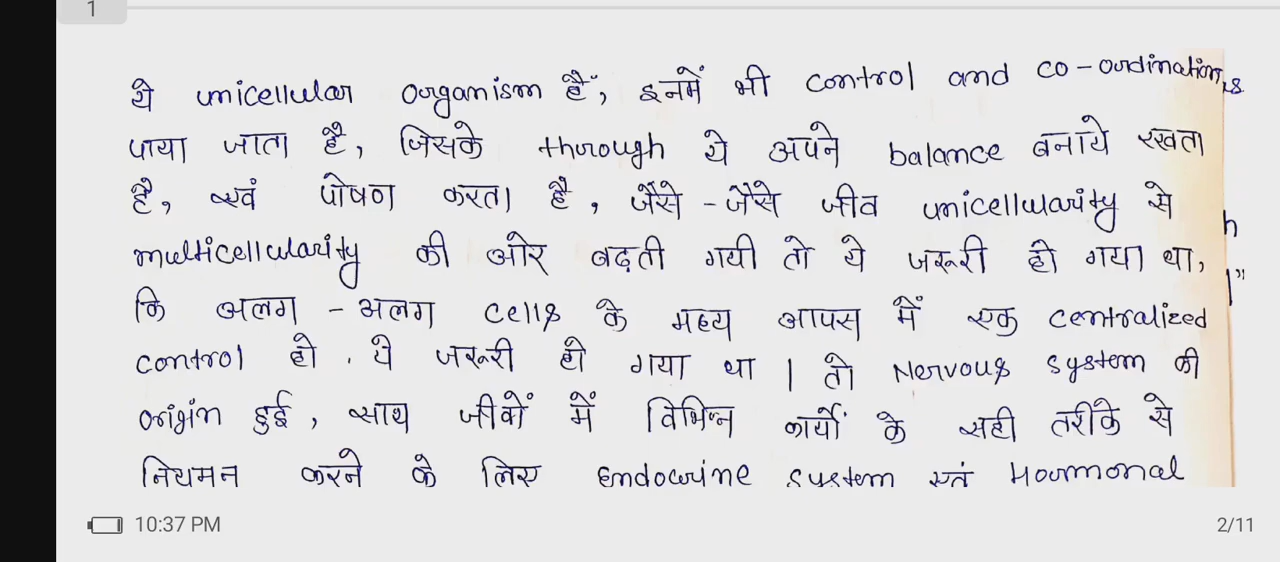 1
ये unicellular organism हैं, इनमें भी control and co-ordination
पाया जाता है, जिसके through ये अपने balance बनाये रखता
है, एवं पोषण करता है, जैसे-जैसे जीव unicellularity से
multicellularity की ओर बढ़ती गयी तो ये जरूरी हो गया था,
कि अलग-अलग cells के मध्य आपस में एक centralized
control हो, ये जरूरी हो गया था। तो Nervous system की
origin हुई, साथ जीवों में विभिन्न कार्यों के सही तरीके से
नियमन करने के लिए Endocrine system एवं Hormonal
10:37 PM
2/11